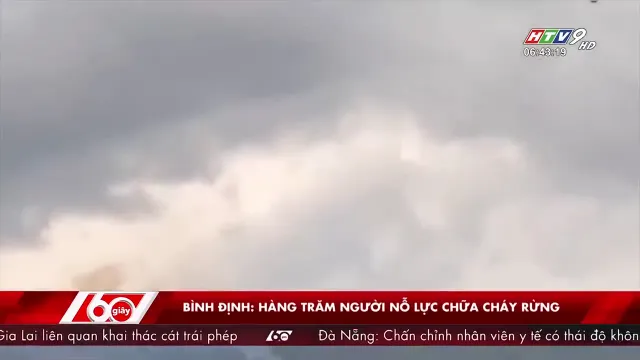 HTV9 HD
06:43:19
60 giây
BÌNH ĐỊNH: HÀNG TRĂM NGƯỜI NỖ LỰC CHỮA CHÁY RỪNG
Gia Lai liên quan khai thác cát trái phép 60 Đà Nẵng: Chấn chỉnh nhân viên y tế có thái độ khôn